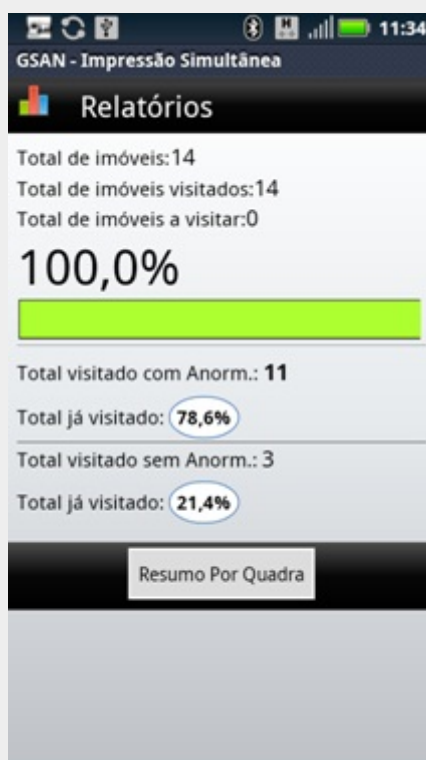 11:34
GSAN - Impressão Simultânea
Relatórios
Total de imóveis:14
Total de imóveis visitados:14
Total de imóveis a visitar:0
100,0%
Total visitado com Anorm.: 11
Total já visitado: 78,6%
Total visitado sem Anorm.: 3
Total já visitado: 21,4%
Resumo Por Quadra